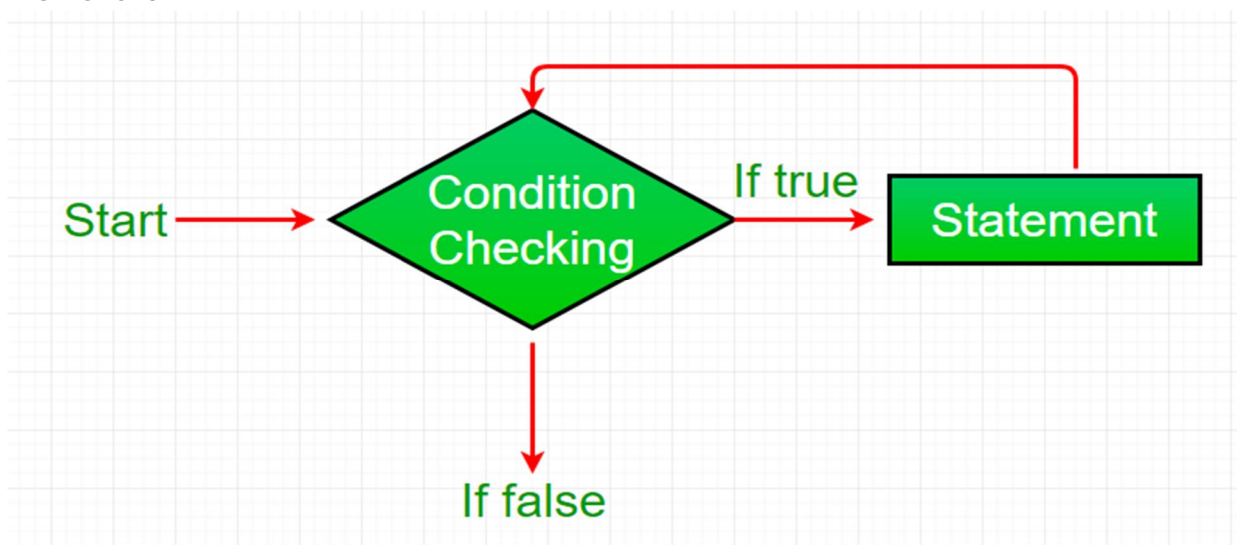 Start
Condition
Checking
If true
Statement
If false